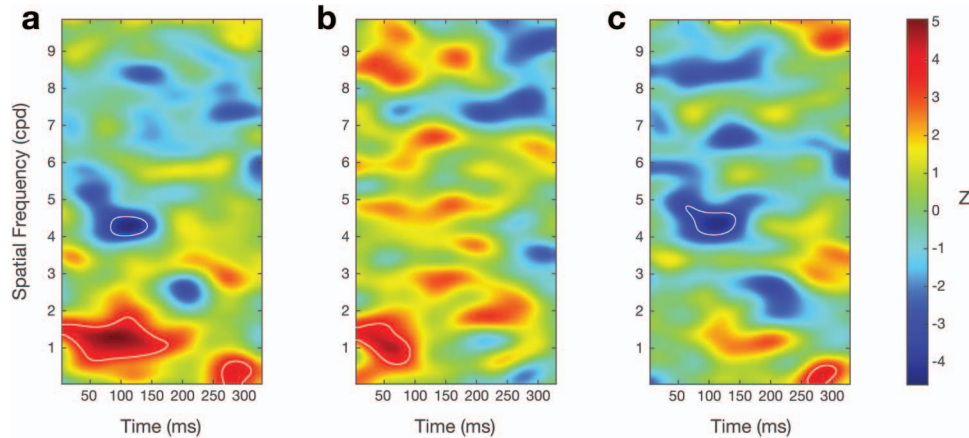 a b c
9 9 9 5
8 8 8 4
7 7 7 3
6 6 6 2
5 5 5 1
4 4 4 0
3 3 3 -1
2 2 2 -2
1 1 1 -3
-4
Spatial Frequency (cpd)
Z
50 100 150 200 250 300 50 100 150 200 250 300 50 100 150 200 250 300
Time (ms) Time (ms) Time (ms)